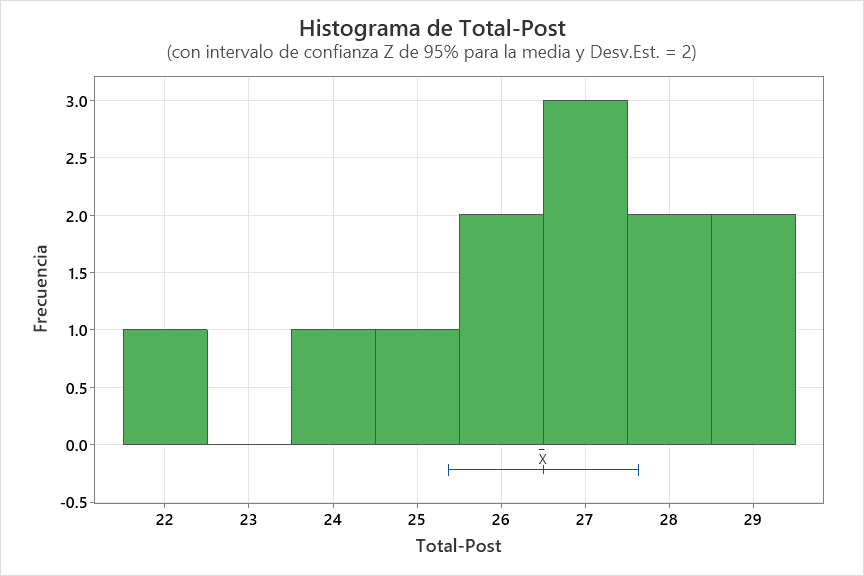 Histograma de Total-Post
(con intervalo de confianza Z de 95% para la media y Desv.Est. = 2)
Frecuencia
3.0
2.5
2.0
1.5
1.0
0.5
0.0
-0.5
X̄
22 23 24 25 26 27 28 29
Total-Post